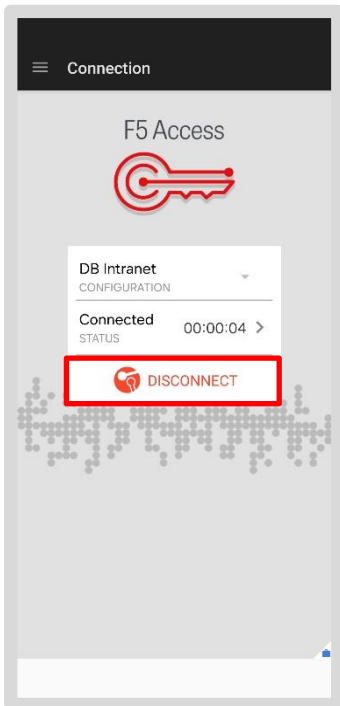 Connection
F5 Access
DB Intranet
CONFIGURATION
Connected
STATUS
00:00:04
DISCONNECT